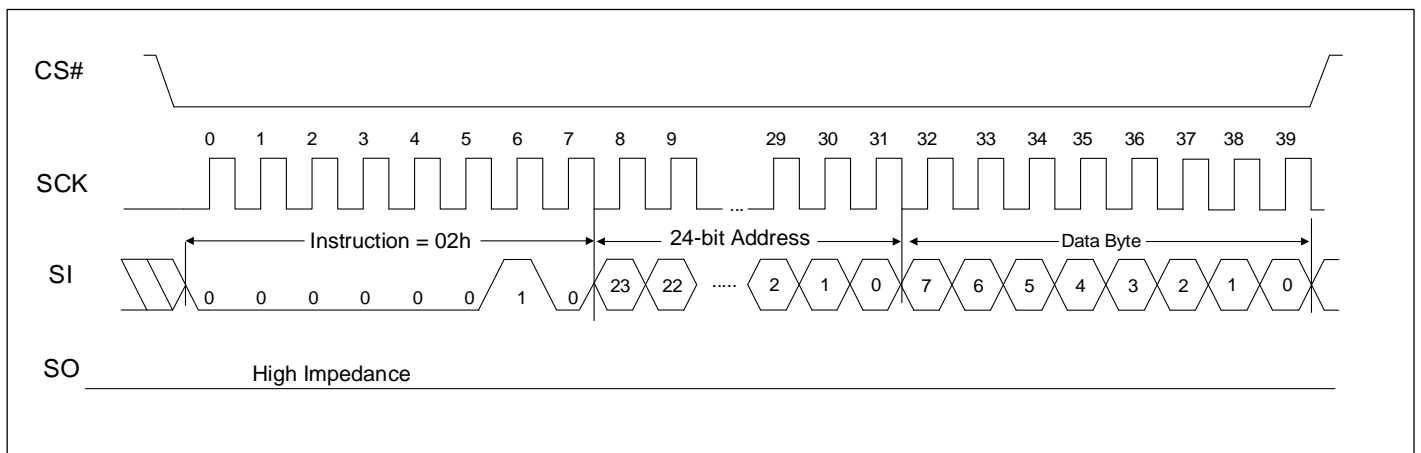 CS#
0 1 2 3 4 5 6 7 8 9 29 30 31 32 33 34 35 36 37 38 39
SCK
...
Instruction = 02h 24-bit Address Data Byte
SI
0 0 0 0 0 0 1 0 23 22 ..... 2 1 0 7 6 5 4 3 2 1 0
SO
High Impedance